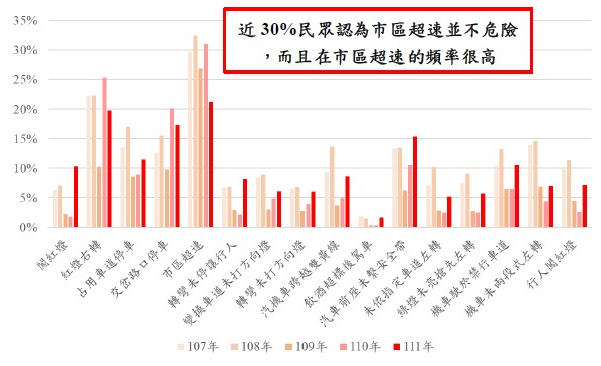 近 30%民眾認為市區超速並不危險
，而且在市區超速的頻率很高
35%
30%
25%
20%
15%
10%
5%
0%
闖紅燈
紅燈右轉
占用車道停車
交岔路口停車
市區超速
轉彎未停讓行人
變換車道未打方向燈
轉彎未打方向燈
汽機車跨越雙黃線
飲酒超標後駕車
汽車前座未繫安全帶
未依指定車道左轉
綠燈未亮搶先左轉
機車駛於禁行車道
機車未兩段式左轉
行人闖紅燈
107年 108年 109年 110年 111年